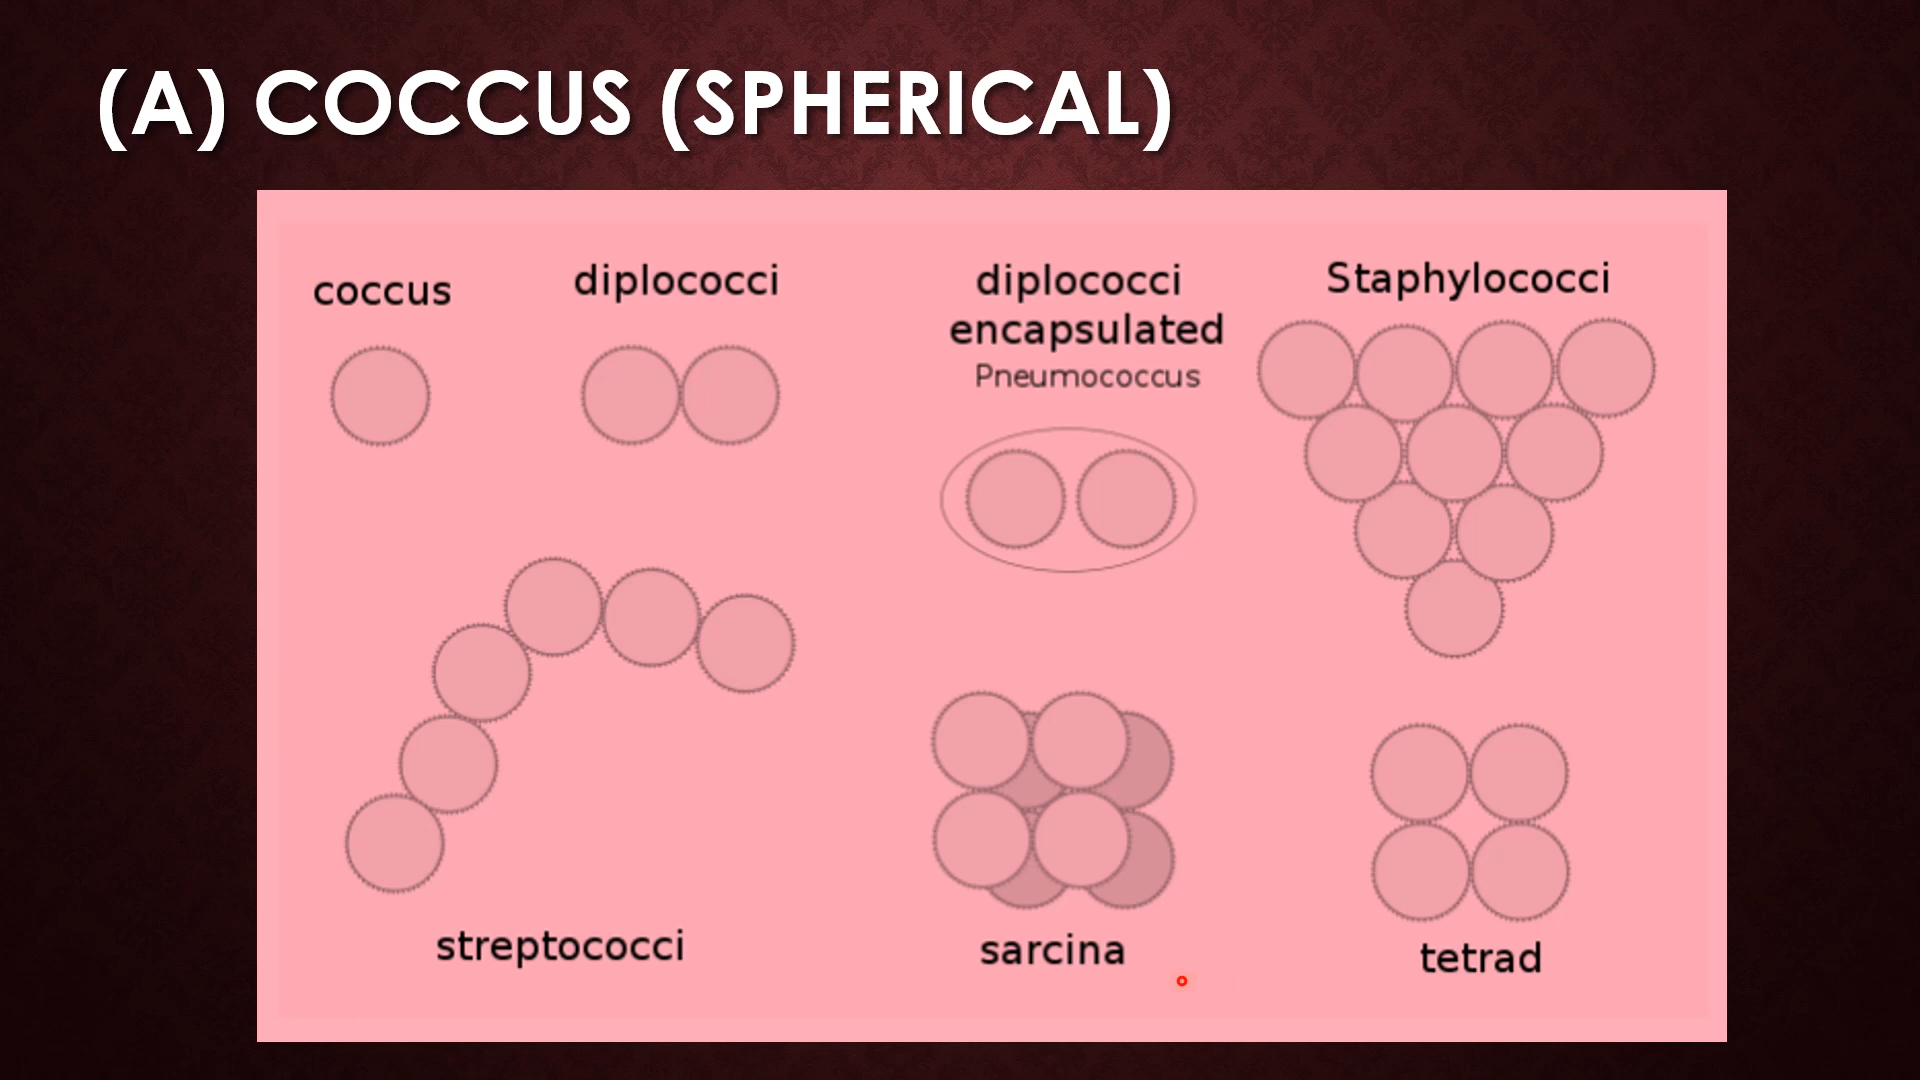 (A) COCCUS (SPHERICAL)
coccus
diplococci
diplococci
encapsulated
Pneumococcus
Staphylococci
streptococci
sarcina
tetrad